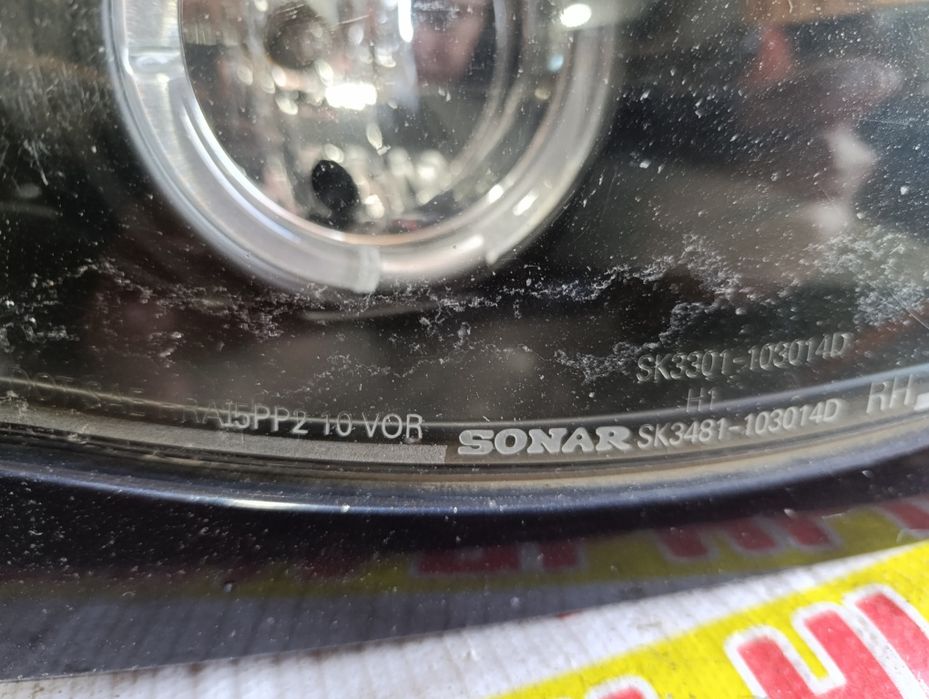 SK3301-103014D
H1
RA15PP2 10 VOR SONAR SK3481-103014D RH